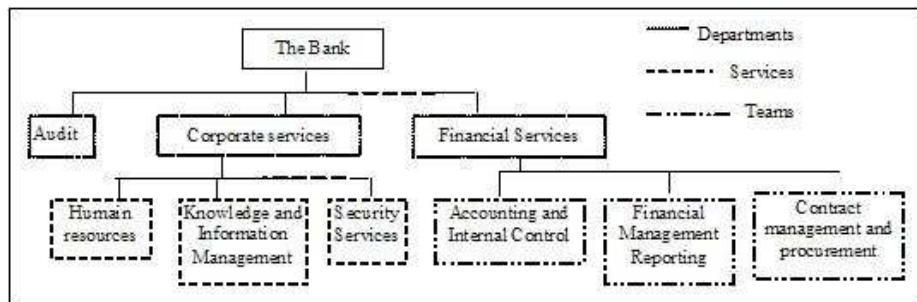 The Bank
Departments
Services
Teams
Audit
Corporate services
Financial Services
Humain
resources
Knowledge and
Information
Management
Security
Services
Accounting and
Internal Control
Financial
Management
Reporting
Contract
management and
procurement